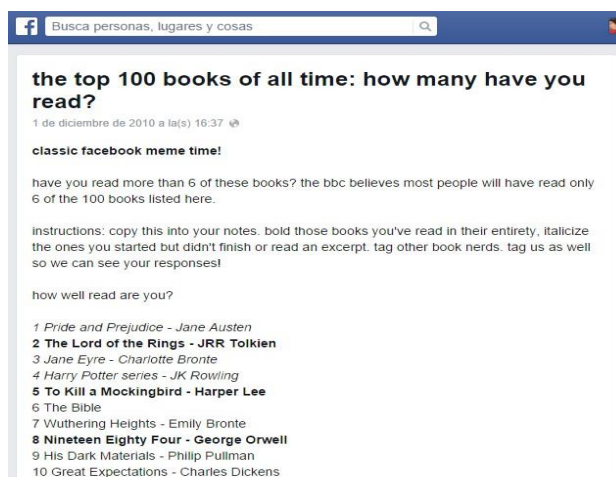 f
Busca personas, lugares y cosas
the top 100 books of all time: how many have you
read?
1 de diciembre de 2010 a la(s) 16:37
classic facebook meme time!
have you read more than 6 of these books? the bbc believes most people will have read only
6 of the 100 books listed here.
instructions: copy this into your notes. bold those books you've read in their entirety, italicize
the ones you started but didn't finish or read an excerpt. tag other book nerds. tag us as well
so we can see your responses!
how well read are you?
1 Pride and Prejudice - Jane Austen
2 The Lord of the Rings - JRR Tolkien
3 Jane Eyre - Charlotte Bronte
4 Harry Potter series - JK Rowling
5 To Kill a Mockingbird - Harper Lee
6 The Bible
7 Wuthering Heights - Emily Bronte
8 Nineteen Eighty Four - George Orwell
9 His Dark Materials - Philip Pullman
10 Great Expectations - Charles Dickens